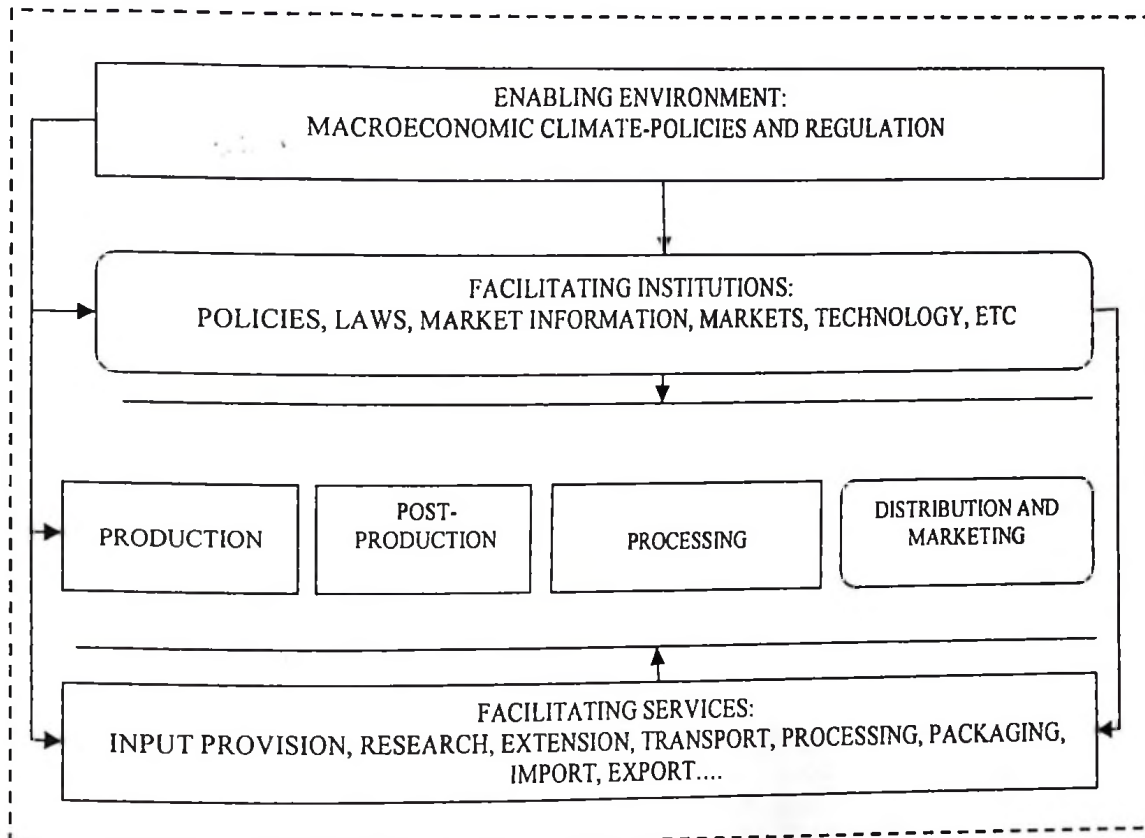 ENABLING ENVIRONMENT:
MACROECONOMIC CLIMATE-POLICIES AND REGULATION
FACILITATING INSTITUTIONS:
POLICIES, LAWS, MARKET INFORMATION, MARKETS, TECHNOLOGY, ETC
PRODUCTION
POST-
PRODUCTION
PROCESSING
DISTRIBUTION AND
MARKETING
FACILITATING SERVICES:
INPUT PROVISION, RESEARCH, EXTENSION, TRANSPORT, PROCESSING, PACKAGING,
IMPORT, EXPORT....